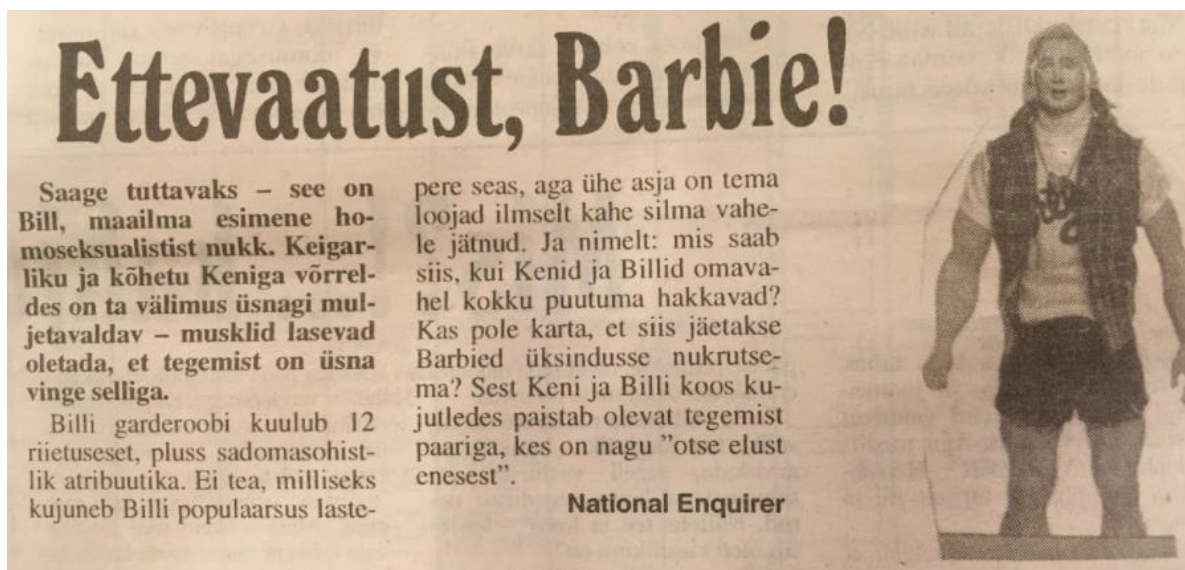 Ettevaatust, Barbie!
Saage tuttavaks – see on
Bill, maailma esimene ho-
moseksualistist nukk. Keigar-
liku ja kõhetu Keniga võrrel-
des on ta välimus üsnagi mul-
jetavaldav – musklid lasevad
oletada, et tegemist on üsna
vinge selliga.
Billi garderoobi kuulub 12
riietuseset, pluss sadomasohist-
lik atribuutika. Ei tea, milliseks
kujuneb Billi populaarsus laste-
pere seas, aga ühe asja on tema
loojad ilmselt kahe silma vahe-
le jätnud. Ja nimelt: mis saab
siis, kui Kenid ja Billid omava-
hel kokku puutuma hakkavad?
Kas pole karta, et siis jäetakse
Barbied üksindusse nukrutse-
ma? Sest Keni ja Billi koos ku-
jutledes paistab olevat tegemist
paariga, kes on nagu ”otse elust
enesest”.
National Enquirer